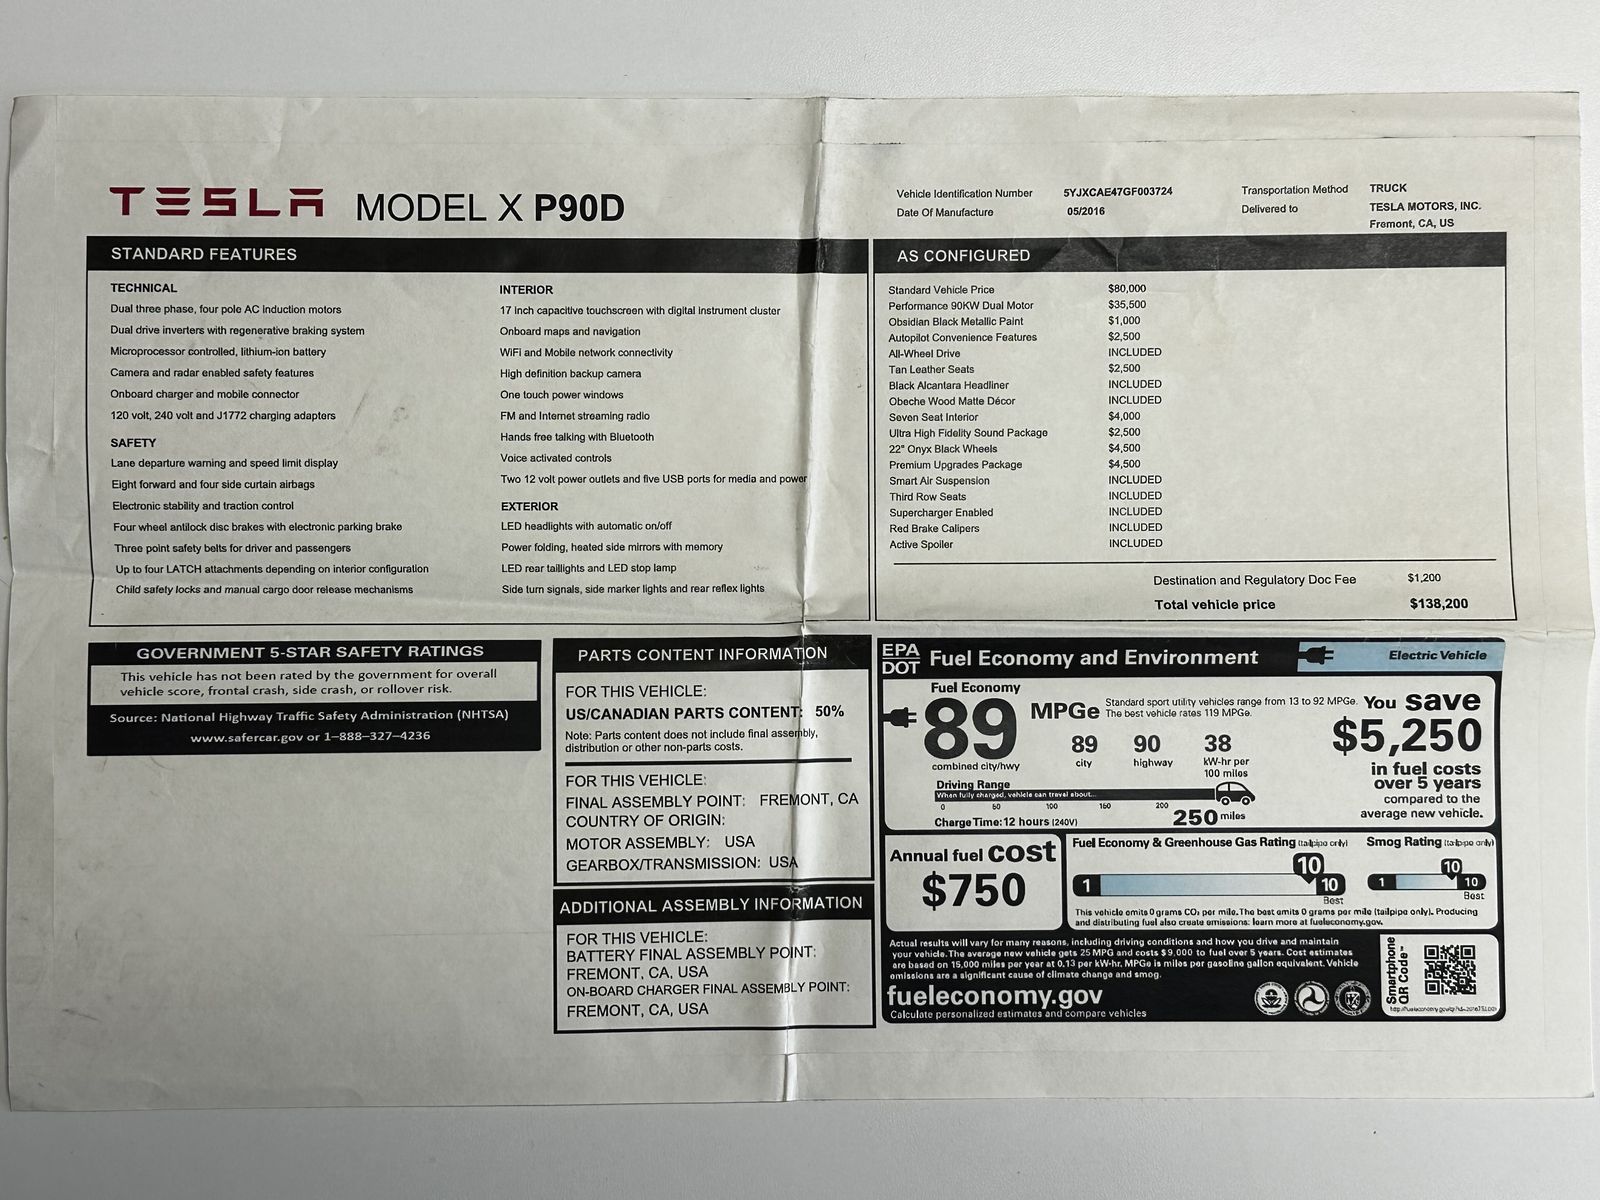 TESLA MODEL X P90D
Vehicle Identification Number 5YJXCAE47GF003724
Date Of Manufacture 05/2016
Transportation Method TRUCK
Delivered to TESLA MOTORS, INC.
Fremont, CA, US
STANDARD FEATURES
TECHNICAL
Dual three phase, four pole AC induction motors
Dual drive inverters with regenerative braking system
Microprocessor controlled, lithium-ion battery
Camera and radar enabled safety features
Onboard charger and mobile connector
120 volt, 240 volt and J1772 charging adapters
SAFETY
Lane departure warning and speed limit display
Eight forward and four side curtain airbags
Electronic stability and traction control
Four wheel antilock disc brakes with electronic parking brake
Three point safety belts for driver and passengers
Up to four LATCH attachments depending on interior configuration
Child safety locks and manual cargo door release mechanisms
INTERIOR
17 inch capacitive touchscreen with digital instrument cluster
Onboard maps and navigation
WiFi and Mobile network connectivity
High definition backup camera
One touch power windows
FM and Internet streaming radio
Hands free talking with Bluetooth
Voice activated controls
Two 12 volt power outlets and five USB ports for media and power
EXTERIOR
LED headlights with automatic on/off
Power folding, heated side mirrors with memory
LED rear taillights and LED stop lamp
Side turn signals, side marker lights and rear reflex lights
AS CONFIGURED
Standard Vehicle Price $80,000
Performance 90KW Dual Motor $35,500
Obsidian Black Metallic Paint $1,000
Autopilot Convenience Features $2,500
All-Wheel Drive INCLUDED
Tan Leather Seats $2,500
Black Alcantara Headliner INCLUDED
Obeche Wood Matte Décor INCLUDED
Seven Seat Interior $4,000
Ultra High Fidelity Sound Package $2,500
22" Onyx Black Wheels $4,500
Premium Upgrades Package $4,500
Smart Air Suspension INCLUDED
Third Row Seats INCLUDED
Supercharger Enabled INCLUDED
Red Brake Calipers INCLUDED
Active Spoiler INCLUDED
Destination and Regulatory Doc Fee $1,200
Total vehicle price $138,200
GOVERNMENT 5-STAR SAFETY RATINGS
This vehicle has not been rated by the government for overall
vehicle score, frontal crash, side crash, or rollover risk.
Source: National Highway Traffic Safety Administration (NHTSA)
www.safercar.gov or 1-888-327-4236
PARTS CONTENT INFORMATION
FOR THIS VEHICLE:
US/CANADIAN PARTS CONTENT: 50%
Note: Parts content does not include final assembly,
distribution or other non-parts costs.
FOR THIS VEHICLE:
FINAL ASSEMBLY POINT: FREMONT, CA
COUNTRY OF ORIGIN:
MOTOR ASSEMBLY: USA
GEARBOX/TRANSMISSION: USA
ADDITIONAL ASSEMBLY INFORMATION
FOR THIS VEHICLE:
BATTERY FINAL ASSEMBLY POINT:
FREMONT, CA, USA
ON-BOARD CHARGER FINAL ASSEMBLY POINT:
FREMONT, CA, USA
EPA
DOT
Fuel Economy and Environment
Electric Vehicle
Fuel Economy
89 MPGe
combined city/hwy
Standard sport utility vehicles range from 13 to 92 MPGe.
The best vehicle rates 119 MPGe.
89
city
90
highway
38
kW-hr per
100 miles
Driving Range
When fully charged, vehicle can travel about...
0 50 100 150 200
250 miles
Charge Time: 12 hours (240V)
You save
$5,250
in fuel costs
over 5 years
compared to the
average new vehicle.
Annual fuel cost
$750
Fuel Economy & Greenhouse Gas Rating (tailpipe only)
10
1 10
Best
Smog Rating (tailpipe only)
10
1 10
Best
This vehicle emits 0 grams CO₂ per mile. The best emits 0 grams per mile (tailpipe only). Producing
and distributing fuel also create emissions: learn more at fueleconomy.gov.
Actual results will vary for many reasons, including driving conditions and how you drive and maintain
your vehicle. The average new vehicle gets 25 MPG and costs $9,000 to fuel over 5 years. Cost estimates
are based on 15,000 miles per year at 0.13 per kW-hr. MPGe is miles per gasoline gallon equivalent. Vehicle
emissions are a significant cause of climate change and smog.
fueleconomy.gov
Calculate personalized estimates and compare vehicles
Smartphone
QR Code™